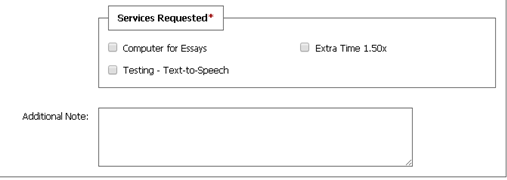 Services Requested*
Computer for Essays Extra Time 1.50x
Testing - Text-to-Speech
Additional Note: